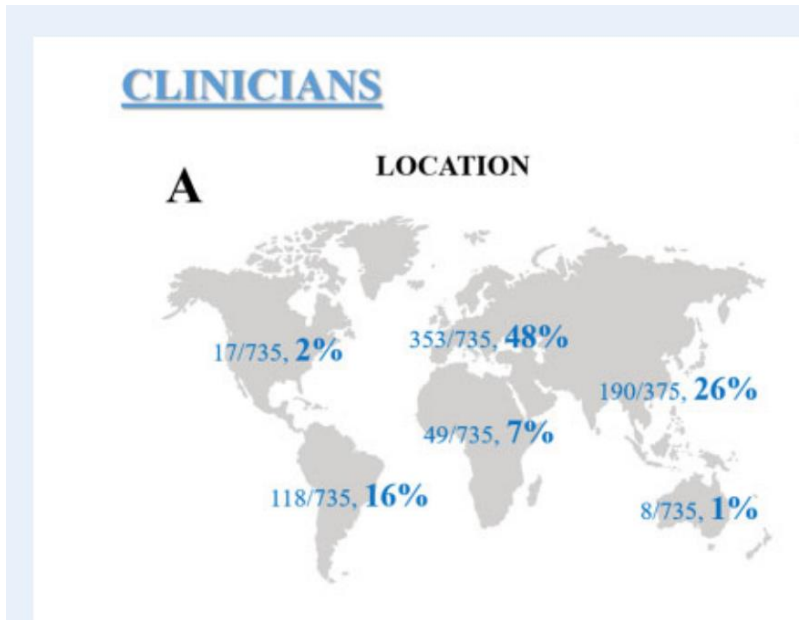 CLINICIANS
LOCATION
A
17/735, 2%
353/735, 48%
190/375, 26%
49/735, 7%
118/735, 16%
8/735, 1%